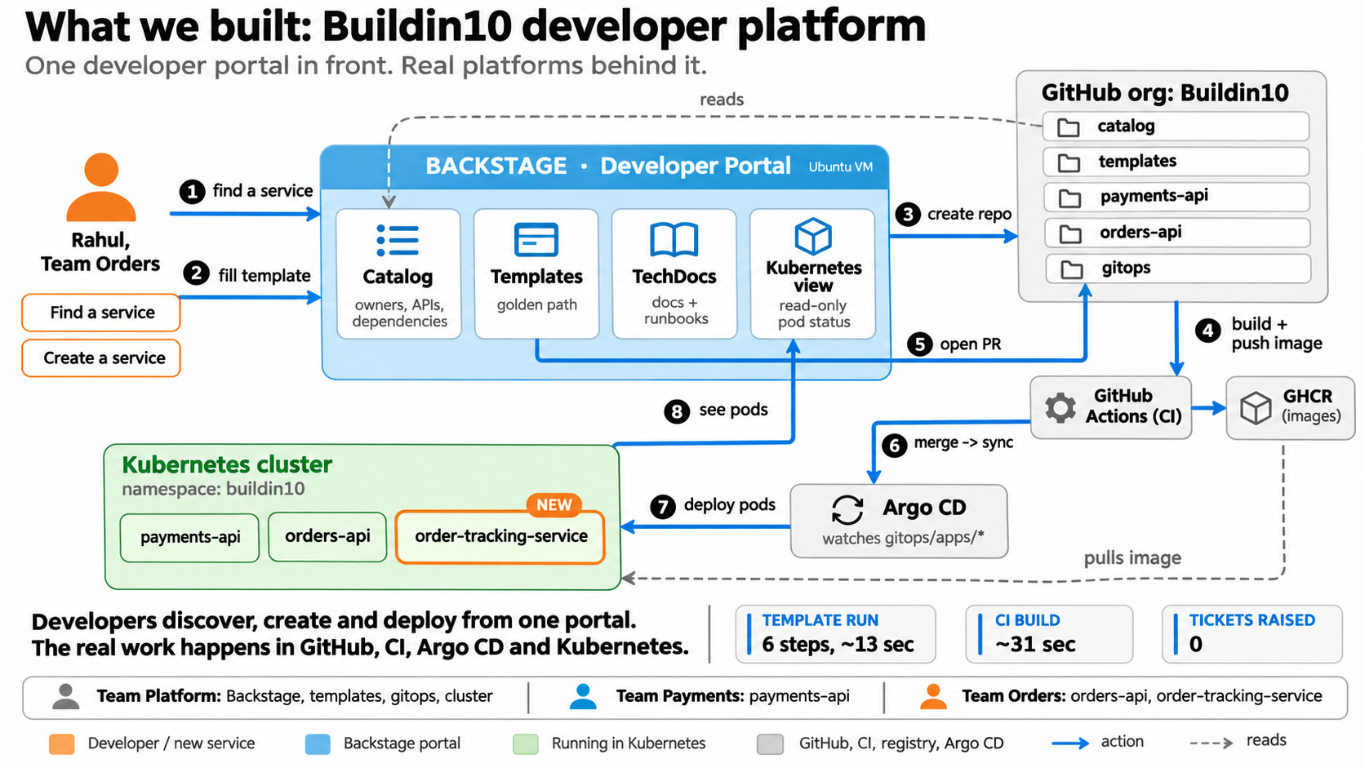 What we built: Buildin10 developer platform
One developer portal in front. Real platforms behind it.
reads
GitHub org: Buildin10
catalog
templates
payments-api
orders-api
gitops
BACKSTAGE • Developer Portal Ubuntu VM
1 find a service
Rahul,
Team Orders
2 fill template
Find a service
Create a service
Catalog
owners, APIs,
dependencies
Templates
golden path
TechDocs
docs +
runbooks
Kubernetes
view
read-only
pod status
3 create repo
4 build +
push image
5 open PR
GitHub
Actions (CI)
GHCR
(images)
8 see pods
6 merge -> sync
Kubernetes cluster
namespace: buildin10
NEW
payments-api
orders-api
order-tracking-service
7 deploy pods
Argo CD
watches gitops/apps/*
pulls image
Developers discover, create and deploy from one portal.
The real work happens in GitHub, CI, Argo CD and Kubernetes.
TEMPLATE RUN
6 steps, ~13 sec
CI BUILD
~31 sec
TICKETS RAISED
0
Team Platform: Backstage, templates, gitops, cluster
Team Payments: payments-api
Team Orders: orders-api, order-tracking-service
Developer / new service
Backstage portal
Running in Kubernetes
GitHub, CI, registry, Argo CD
action
reads